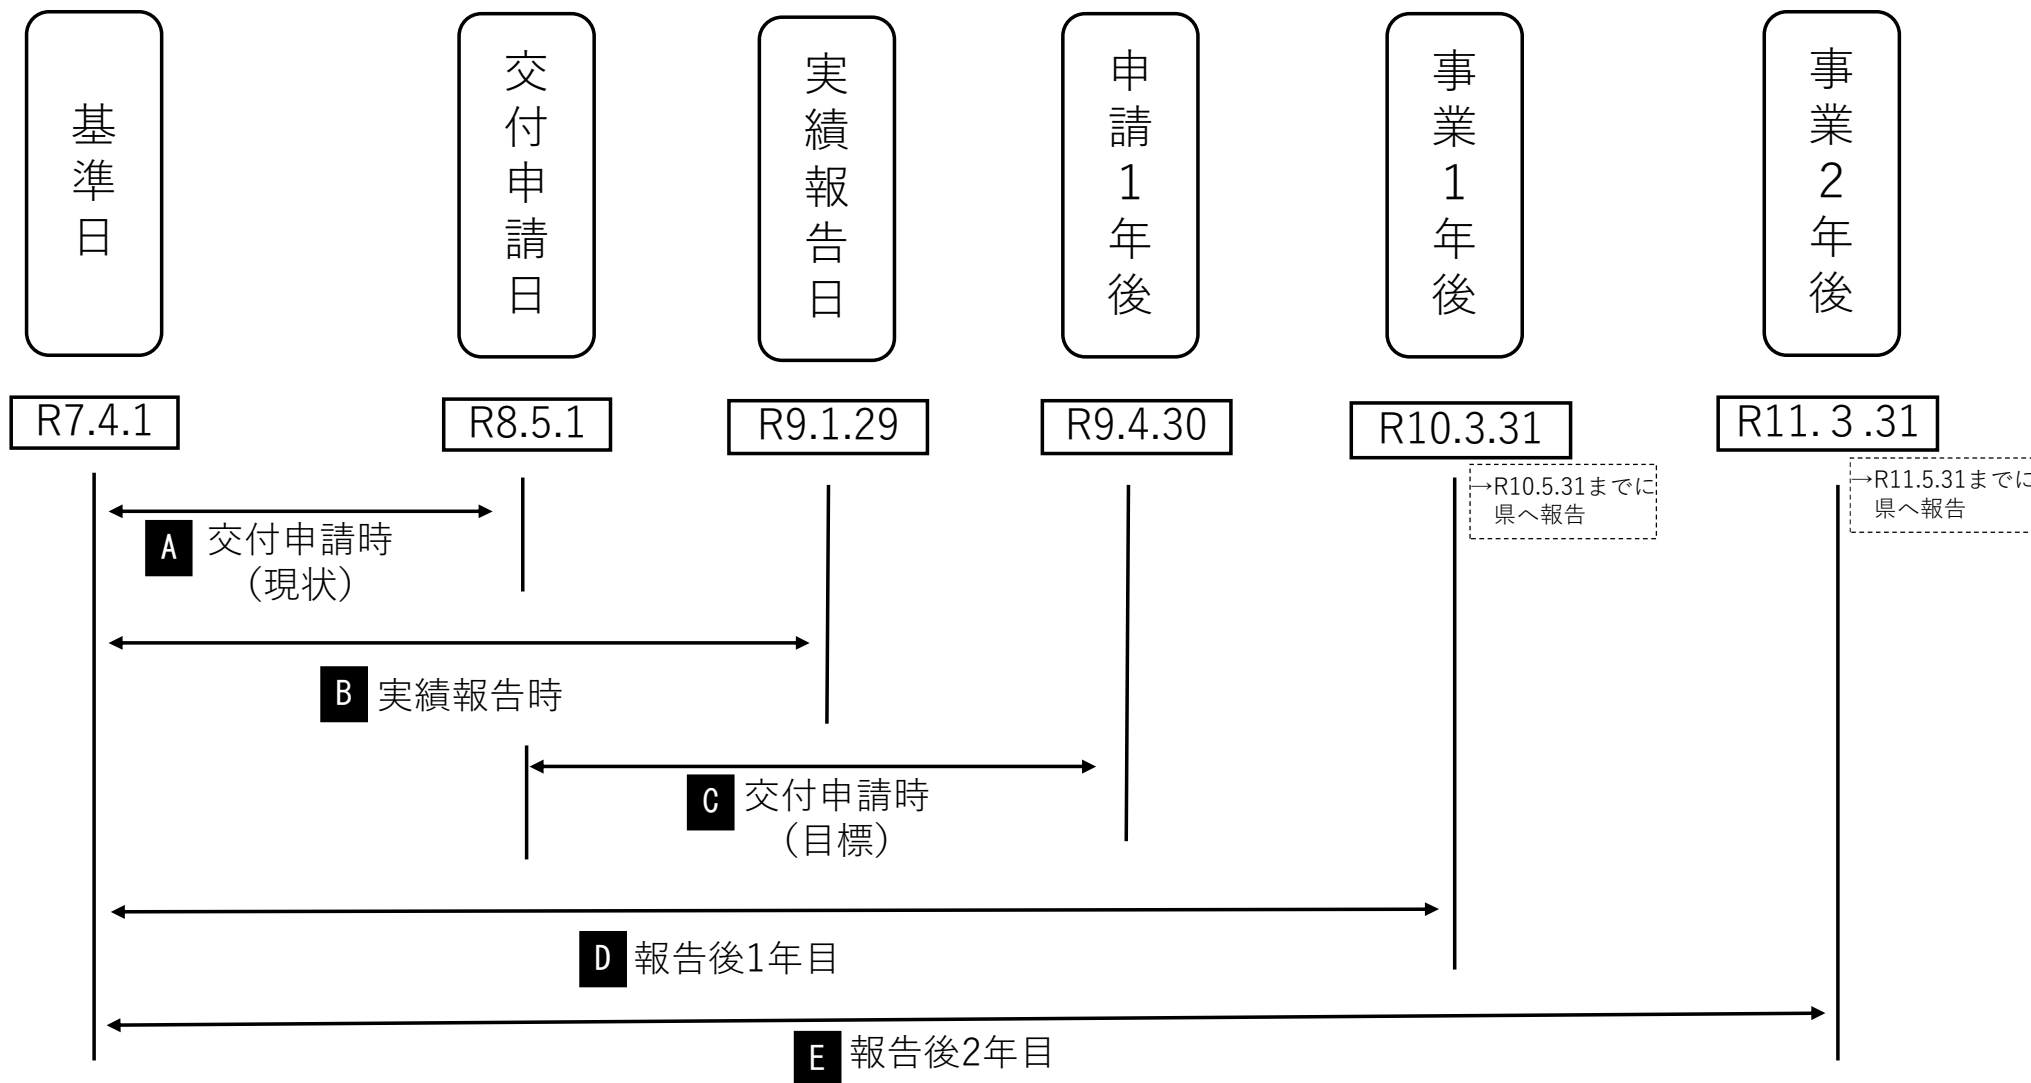 基準日
交付申請日
実績報告日
申請1年後
事業1年後
事業2年後
R7.4.1
R8.5.1
R9.1.29
R9.4.30
R10.3.31
R11.３.31
→R10.5.31までに
県へ報告
→R11.5.31までに
県へ報告
A 交付申請時
(現状)
B 実績報告時
C 交付申請時
(目標)
D 報告後1年目
E 報告後2年目